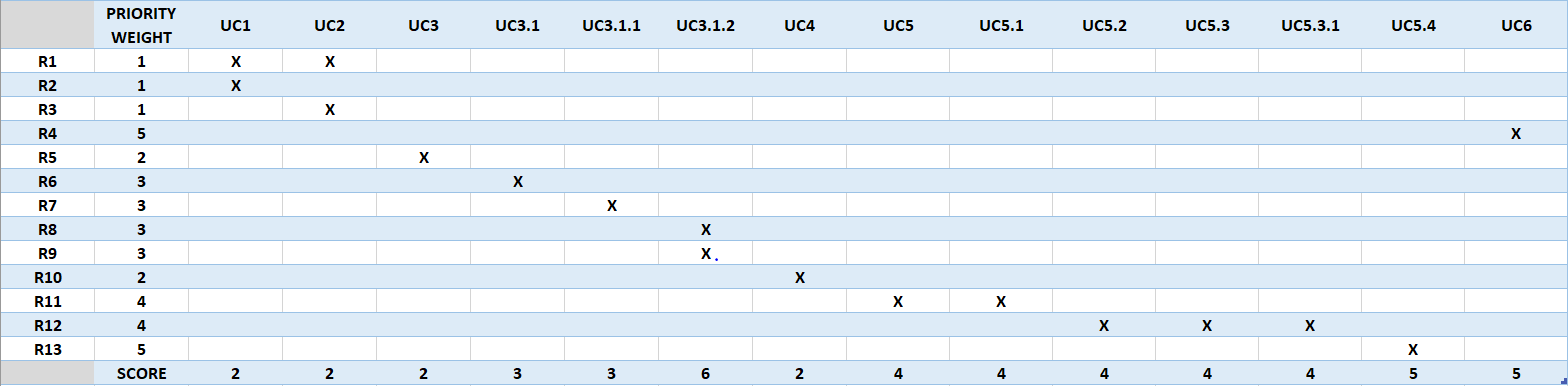 PRIORITY WEIGHT UC1 UC2 UC3 UC3.1 UC3.1.1 UC3.1.2 UC4 UC5 UC5.1 UC5.2 UC5.3 UC5.3.1 UC5.4 UC6
R1 1 X X
R2 1 X
R3 1 X
R4 5 X
R5 2 X
R6 3 X
R7 3 X
R8 3 X
R9 3 X
R10 2 X
R11 4 X X
R12 4 X X X
R13 5 X
SCORE 2 2 2 3 3 6 2 4 4 4 4 4 5 5